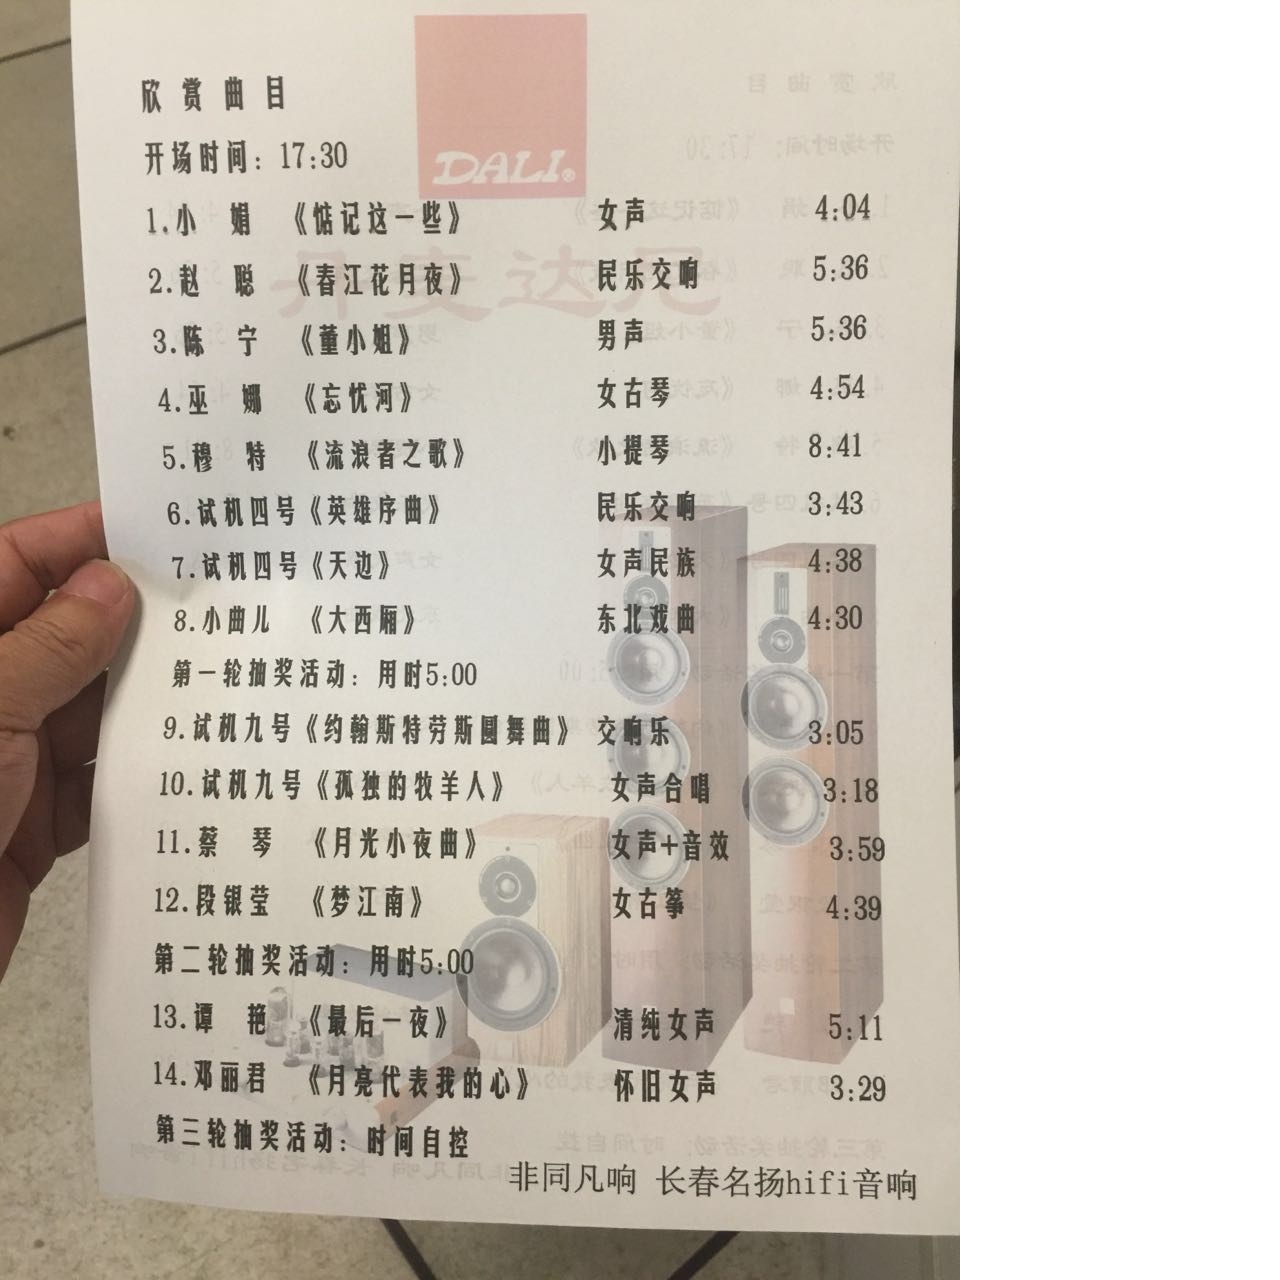 DALI®
欣赏曲目
开场时间：17:30
丹麦达尼
1.小 娟 《惦记这一些》 女声 4:04
2.赵 聪 《春江花月夜》 民乐交响 5:36
3.陈 宁 《董小姐》 男声 5:36
4.巫 娜 《忘忧河》 女古琴 4:54
5.穆 特 《流浪者之歌》 小提琴 8:41
6.试机四号《英雄序曲》 民乐交响 3:43
7.试机四号《天边》 女声民族 4:38
8.小曲儿 《大西厢》 东北戏曲 4:30
第一轮抽奖活动：用时5:00
9.试机九号《约翰斯特劳斯圆舞曲》 交响乐 3:05
10.试机九号《孤独的牧羊人》 女声合唱 3:18
11.蔡 琴 《月光小夜曲》 女声+音效 3:59
12.段银莹 《梦江南》 女古筝 4:39
第二轮抽奖活动：用时5:00
13.谭 艳 《最后一夜》 清纯女声 5:11
14.邓丽君 《月亮代表我的心》 怀旧女声 3:29
第三轮抽奖活动：时间自控
非同凡响 长春名扬hifi音响